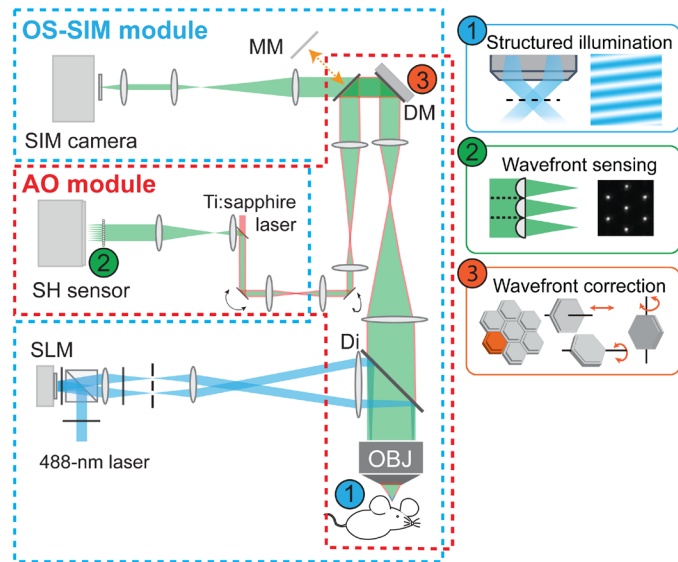 OS-SIM module
MM
3
DM
SIM camera
AO module
Ti:sapphire
laser
2
SH sensor
SLM
Di
488-nm laser
OBJ
1
1
Structured illumination
2
Wavefront sensing
3
Wavefront correction